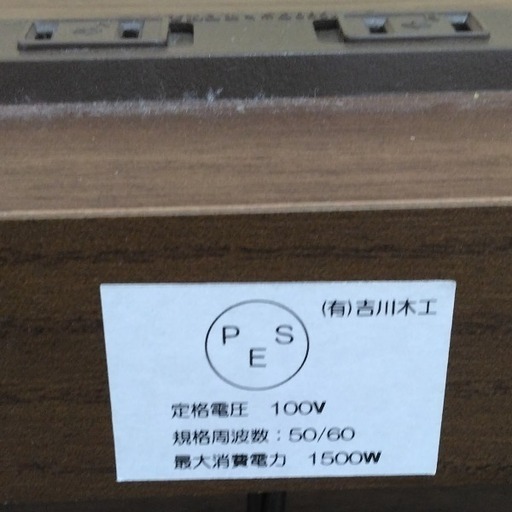 (有)吉川木工
P S
E
定格電圧 100V
規格周波数:50/60
最大消費電力 1500W